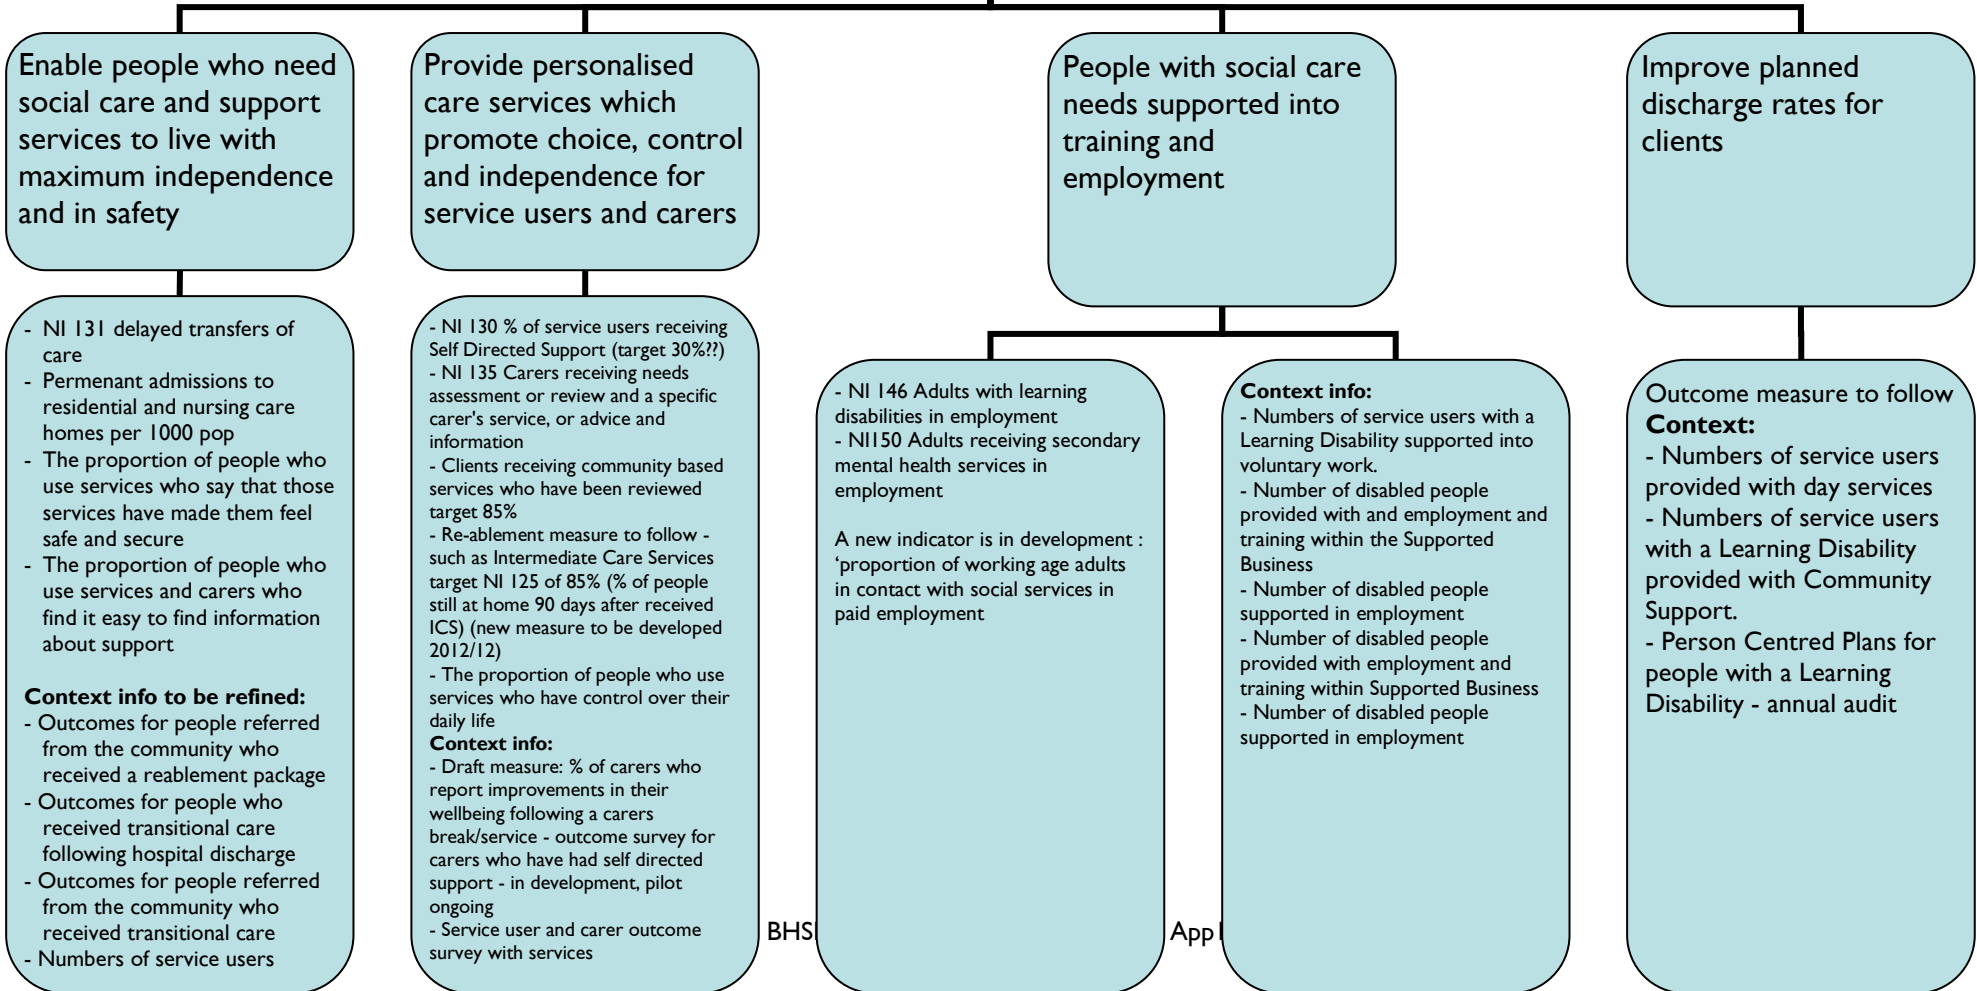 Enable people who need
social care and support
services to live with
maximum independence
and in safety
Provide personalised
care services which
promote choice, control
and independence for
service users and carers
People with social care
needs supported into
training and
employment
Improve planned
discharge rates for
clients
- NI 131 delayed transfers of
care
- Permenant admissions to
residential and nursing care
homes per 1000 pop
- The proportion of people who
use services who say that those
services have made them feel
safe and secure
- The proportion of people who
use services and carers who
find it easy to find information
about support
Context info to be refined:
- Outcomes for people referred
from the community who
received a reablement package
- Outcomes for people who
received transitional care
following hospital discharge
- Outcomes for people referred
from the community who
received transitional care
- Numbers of service users
- NI 130 % of service users receiving
Self Directed Support (target 30%??)
- NI 135 Carers receiving needs
assessment or review and a specific
carer's service, or advice and
information
- Clients receiving community based
services who have been reviewed
target 85%
- Re-ablement measure to follow -
such as Intermediate Care Services
target NI 125 of 85% (% of people
still at home 90 days after received
ICS) (new measure to be developed
2012/12)
- The proportion of people who use
services who have control over their
daily life
Context info:
- Draft measure: % of carers who
report improvements in their
wellbeing following a carers
break/service - outcome survey for
carers who have had self directed
support - in development, pilot
ongoing
- Service user and carer outcome
survey with services
- NI 146 Adults with learning
disabilities in employment
- NI150 Adults receiving secondary
mental health services in
employment
A new indicator is in development :
‘proportion of working age adults
in contact with social services in
paid employment
Context info:
- Numbers of service users with a
Learning Disability supported into
voluntary work.
- Number of disabled people
provided with and employment and
training within the Supported
Business
- Number of disabled people
supported in employment
- Number of disabled people
provided with employment and
training within Supported Business
- Number of disabled people
supported in employment
Outcome measure to follow
Context:
- Numbers of service users
provided with day services
- Numbers of service users
with a Learning Disability
provided with Community
Support.
- Person Centred Plans for
people with a Learning
Disability - annual audit
App